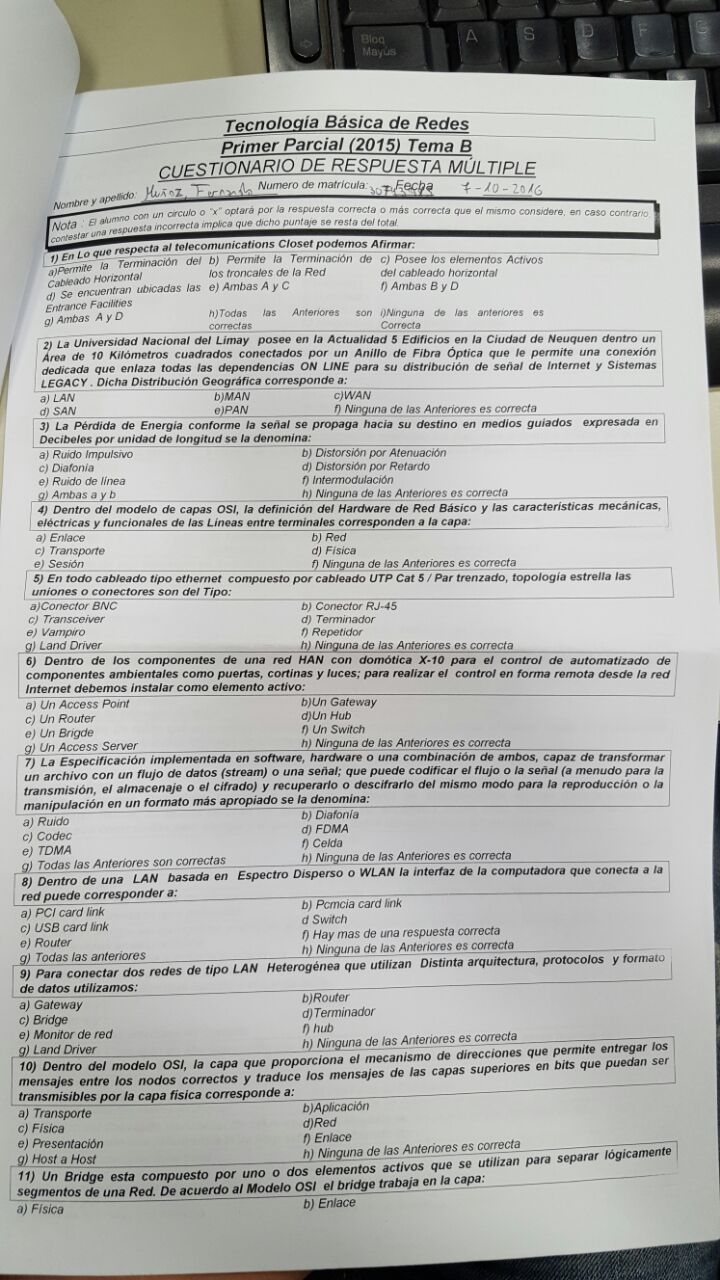 Bloq
Mayús
A
S
D
F
G
Tecnología Básica de Redes
Primer Parcial (2015) Tema B
CUESTIONARIO DE RESPUESTA MÚLTIPLE
Nombre y apellido: Muñoz, Fernando Numero de matrícula: Fecha 7-10-2016
Nota : El alumno con un circulo o "x" optará por la respuesta correcta o más correcta que el mismo considere, en caso contrario,
contestar una respuesta incorrecta implica que dicho puntaje se resta del total.
1) En Lo que respecta al telecomunications Closet podemos Afirmar:
a)Permite la Terminación del b) Permite la Terminación de c) Posee los elementos Activos
Cableado Horizontal los troncales de la Red del cableado horizontal
d) Se encuentran ubicadas las e) Ambas A y C f) Ambas B y D
Entrance Facilities
g) Ambas A y D h)Todas las Anteriores son i)Ninguna de las anteriores es
correctas Correcta
2) La Universidad Nacional del Limay posee en la Actualidad 5 Edificios en la Ciudad de Neuquen dentro un
Área de 10 Kilómetros cuadrados conectados por un Anillo de Fibra Óptica que le permite una conexión
dedicada que enlaza todas las dependencias ON LINE para su distribución de señal de Internet y Sistemas
LEGACY . Dicha Distribución Geográfica corresponde a:
a) LAN b)MAN c)WAN
d) SAN e)PAN f) Ninguna de las Anteriores es correcta
3) La Pérdida de Energía conforme la señal se propaga hacia su destino en medios guiados expresada en
Decibeles por unidad de longitud se la denomina:
a) Ruido Impulsivo b) Distorsión por Atenuación
c) Diafonía d) Distorsión por Retardo
e) Ruido de línea f) Intermodulación
g) Ambas a y b h) Ninguna de las Anteriores es correcta
4) Dentro del modelo de capas OSI, la definición del Hardware de Red Básico y las características mecánicas,
eléctricas y funcionales de las Líneas entre terminales corresponden a la capa:
a) Enlace b) Red
c) Transporte d) Física
e) Sesión f) Ninguna de las Anteriores es correcta
5) En todo cableado tipo ethernet compuesto por cableado UTP Cat 5 / Par trenzado, topología estrella las
uniones o conectores son del Tipo:
a)Conector BNC b) Conector RJ-45
c) Transceiver d) Terminador
e) Vampiro f) Repetidor
g) Land Driver h) Ninguna de las Anteriores es correcta
6) Dentro de los componentes de una red HAN con domótica X-10 para el control de automatizado de
componentes ambientales como puertas, cortinas y luces; para realizar el control en forma remota desde la red
Internet debemos instalar como elemento activo:
a) Un Access Point b)Un Gateway
c) Un Router d)Un Hub
e) Un Brigde f) Un Switch
g) Un Access Server h) Ninguna de las Anteriores es correcta
7) La Especificación implementada en software, hardware o una combinación de ambos, capaz de transformar
un archivo con un flujo de datos (stream) o una señal; que puede codificar el flujo o la señal (a menudo para la
transmisión, el almacenaje o el cifrado) y recuperarlo o descifrarlo del mismo modo para la reproducción o la
manipulación en un formato más apropiado se la denomina:
a) Ruido b) Diafonía
c) Codec d) FDMA
e) TDMA f) Celda
g) Todas las Anteriores son correctas h) Ninguna de las Anteriores es correcta
8) Dentro de una LAN basada en Espectro Disperso o WLAN la interfaz de la computadora que conecta a la
red puede corresponder a:
a) PCI card link b) Pcmcia card link
c) USB card link d Switch
e) Router f) Hay mas de una respuesta correcta
g) Todas las anteriores h) Ninguna de las Anteriores es correcta
9) Para conectar dos redes de tipo LAN Heterogénea que utilizan Distinta arquitectura, protocolos y formato
de datos utilizamos:
a) Gateway b)Router
c) Bridge d)Terminador
e) Monitor de red f) hub
g) Land Driver h) Ninguna de las Anteriores es correcta
10) Dentro del modelo OSI, la capa que proporciona el mecanismo de direcciones que permite entregar los
mensajes entre los nodos correctos y traduce los mensajes de las capas superiores en bits que puedan ser
transmisibles por la capa física corresponde a:
a) Transporte b)Aplicación
c) Física d)Red
e) Presentación f) Enlace
g) Host a Host h) Ninguna de las Anteriores es correcta
11) Un Bridge esta compuesto por uno o dos elementos activos que se utilizan para separar lógicamente
segmentos de una Red. De acuerdo al Modelo OSI el bridge trabaja en la capa:
a) Física b) Enlace